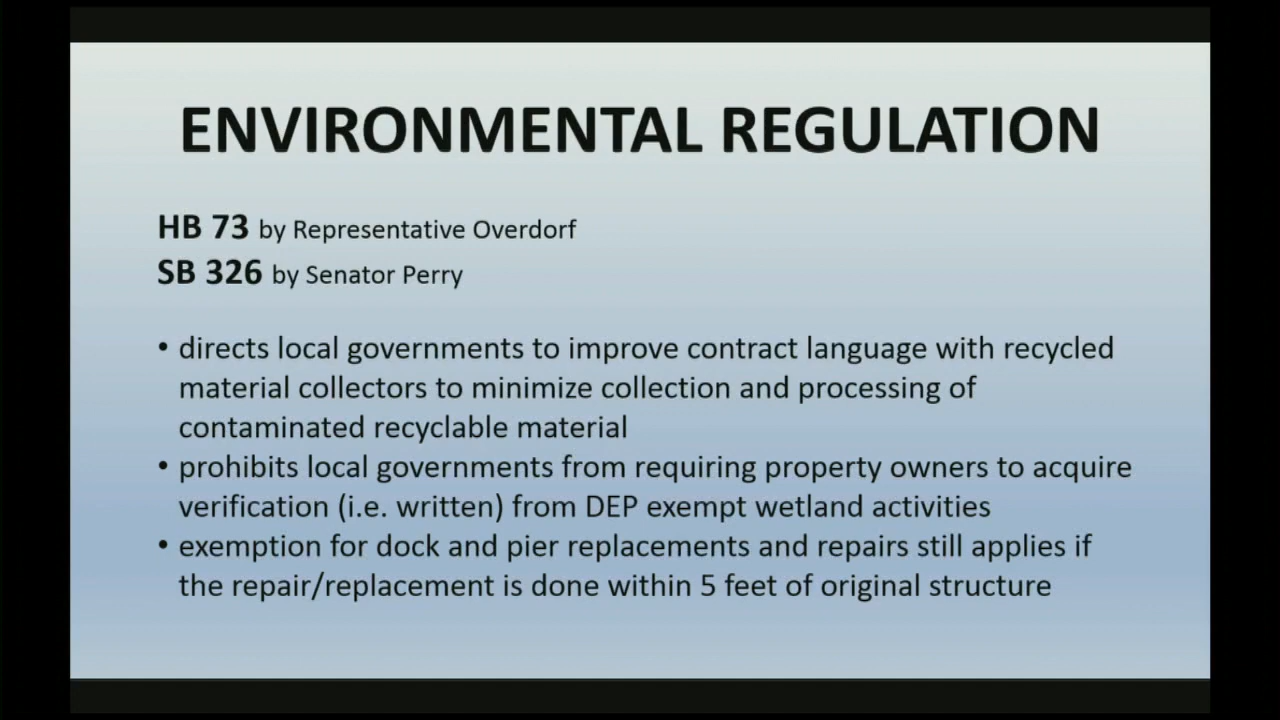 ENVIRONMENTAL REGULATION
HB 73 by Representative Overdorf
SB 326 by Senator Perry
• directs local governments to improve contract language with recycled
material collectors to minimize collection and processing of
contaminated recyclable material
• prohibits local governments from requiring property owners to acquire
verification (i.e. written) from DEP exempt wetland activities
• exemption for dock and pier replacements and repairs still applies if
the repair/replacement is done within 5 feet of original structure